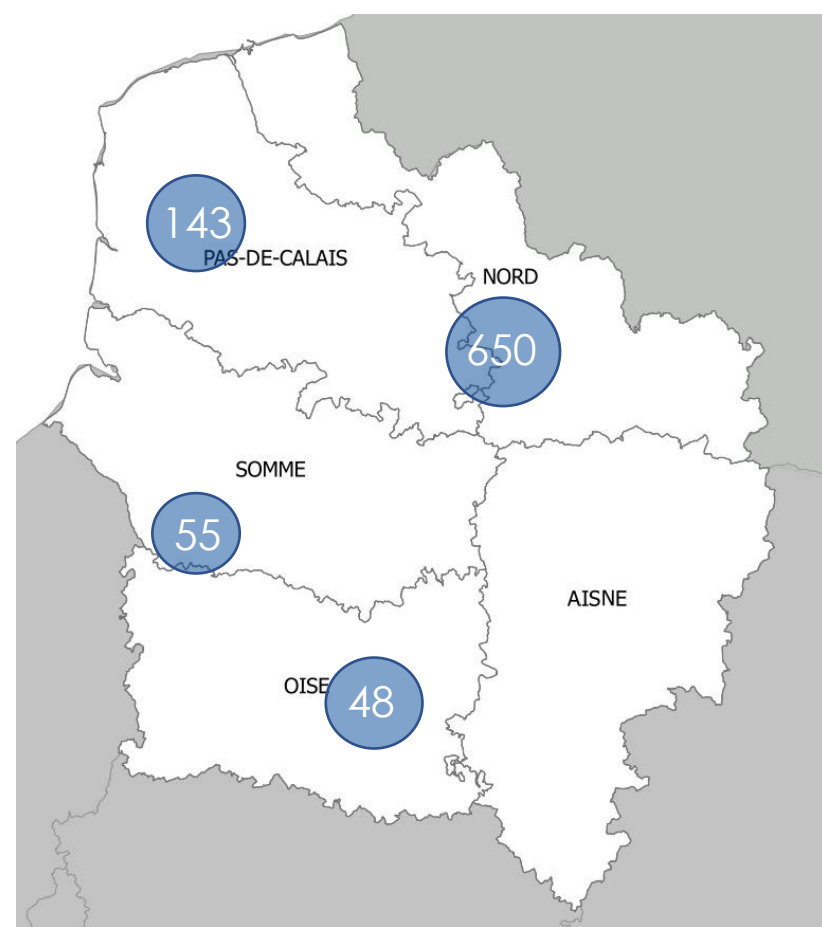 143
PAS-DE-CALAIS
NORD
650
SOMME
55
AISNE
OISE
48